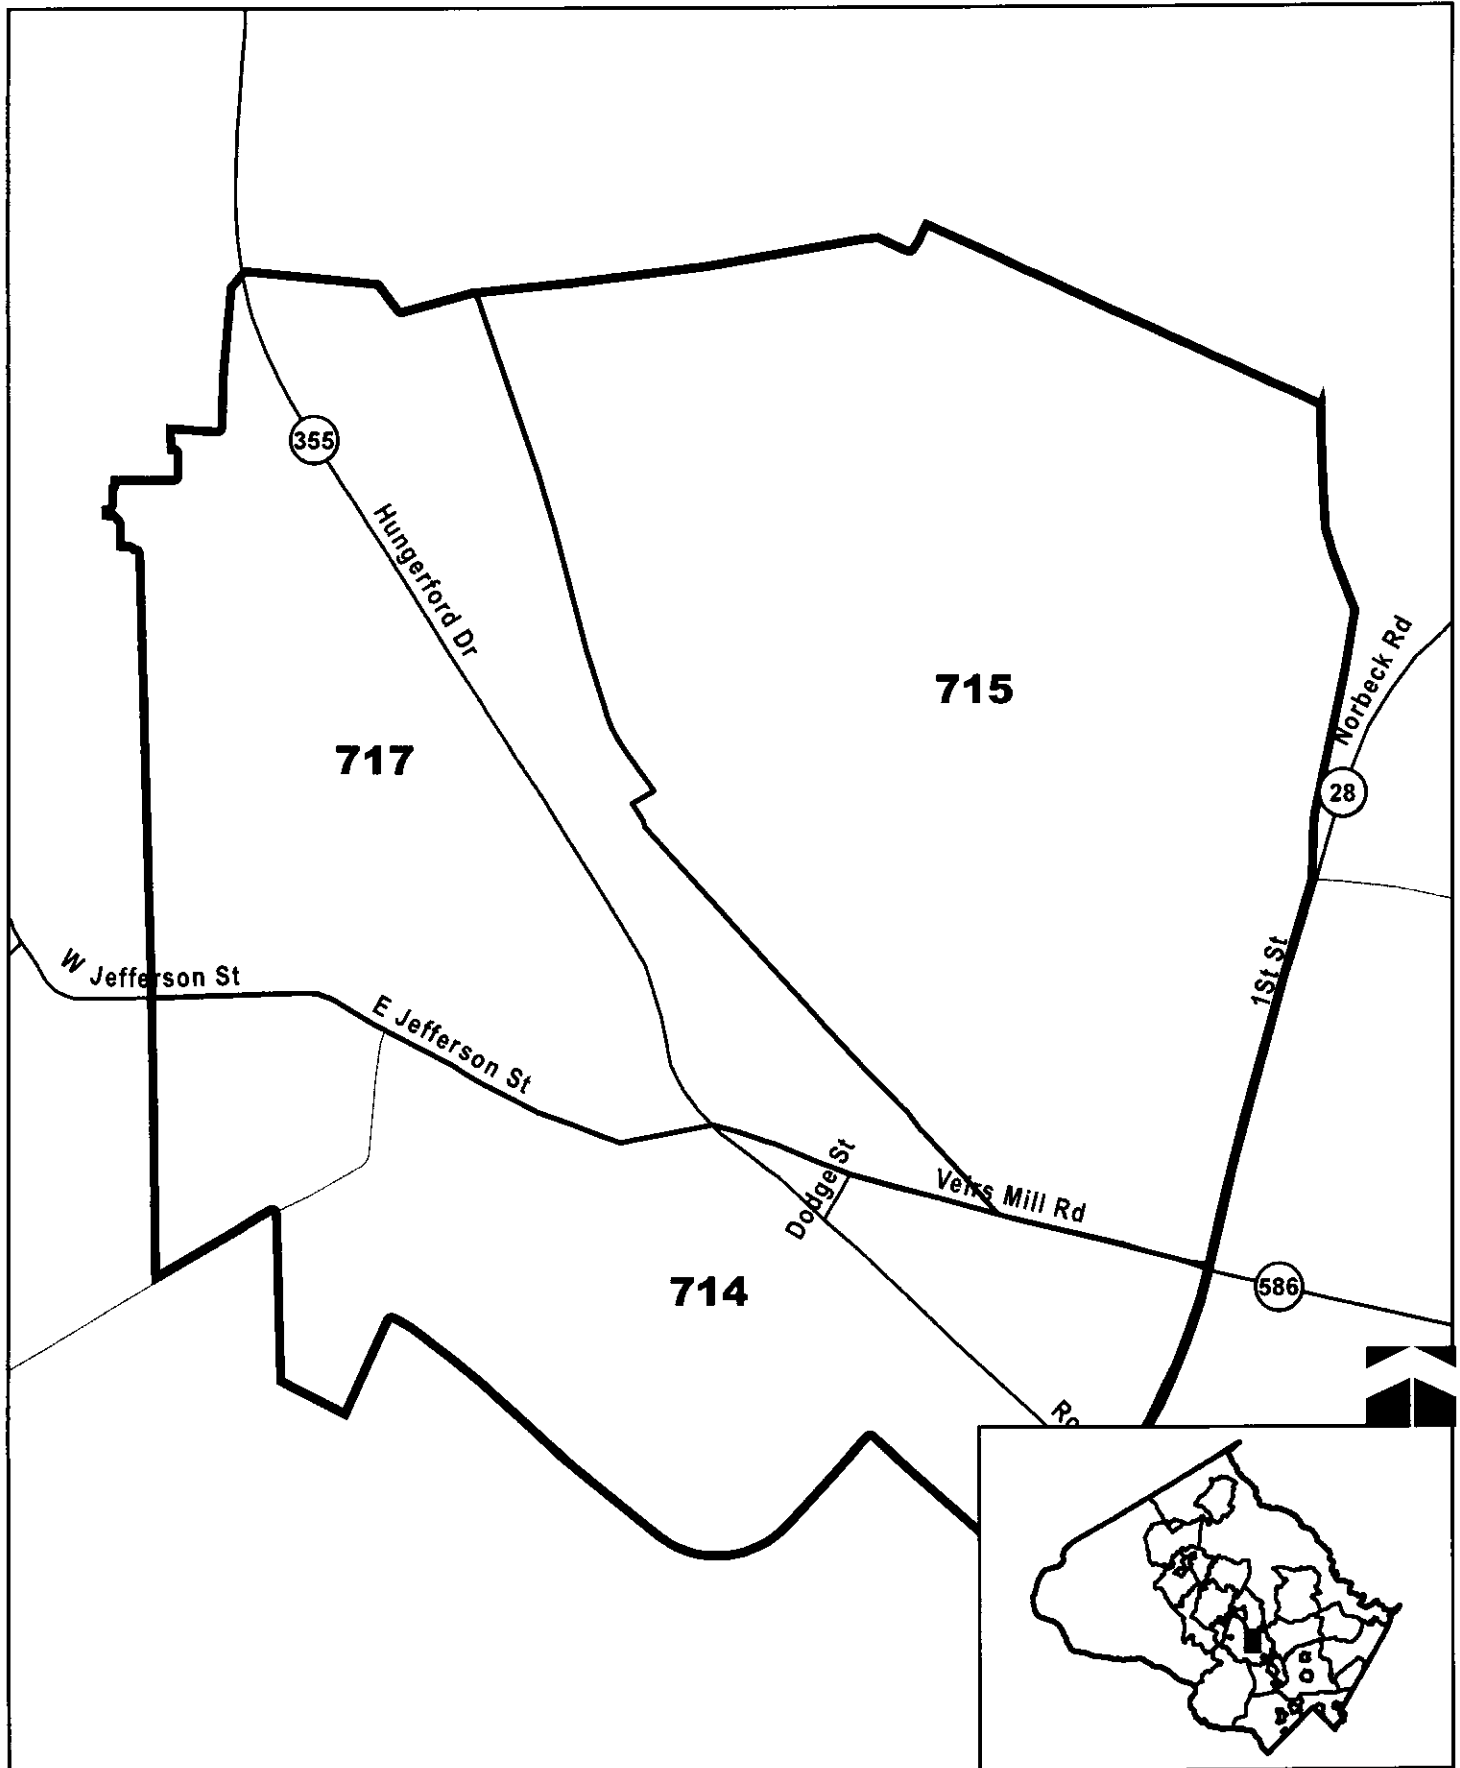 355
Hungerford Dr
715
Norbeck Rd
717
28
W Jefferson St
1St St
E Jefferson St
Dodge St
Veirs Mill Rd
714
586
Ro